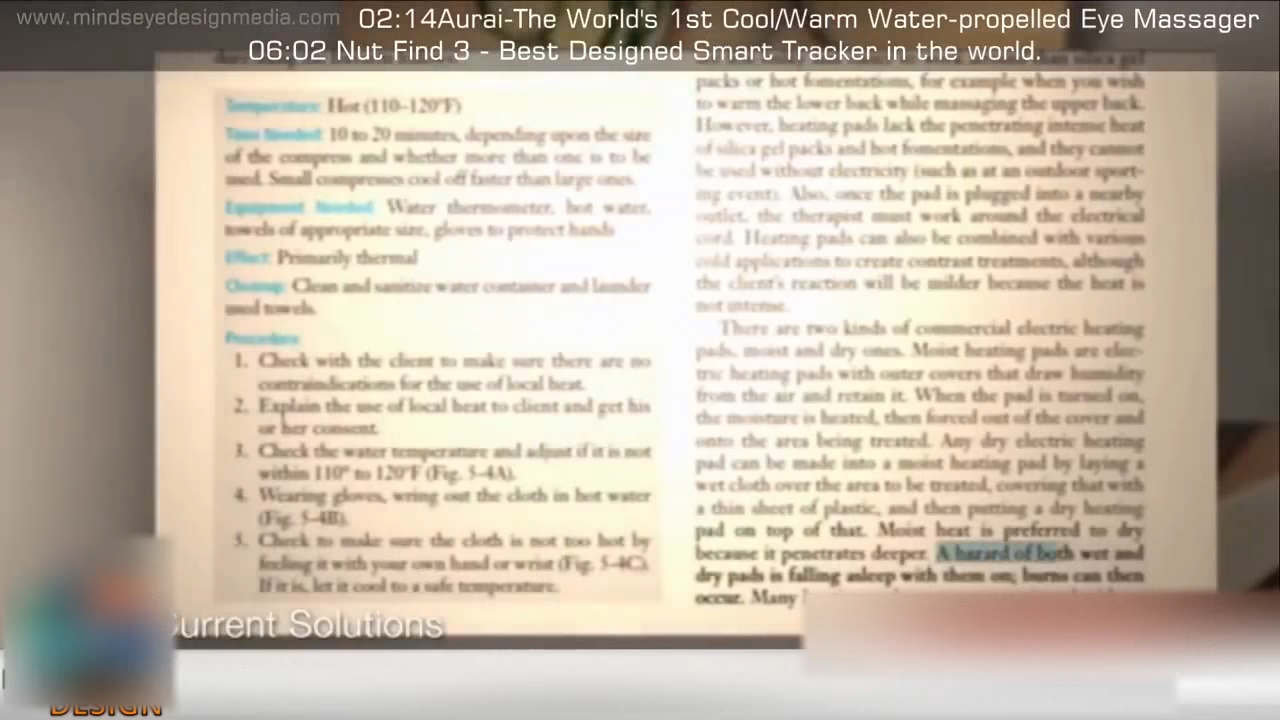 www.mindseyedesignmedia.com 02:14Aurai-The World's 1st Cool/Warm Water-propelled Eye Massager
06:02 Nut Find 3 - Best Designed Smart Tracker in the world.
Temperature: Hot (110–120°F)
Time Needed: 10 to 20 minutes, depending upon the size
of the compress and whether more than one is to be
used. Small compresses cool off faster than large ones.
Equipment Needed: Water thermometer, hot water,
towels of appropriate size, gloves to protect hands
Effect: Primarily thermal
Cleanup: Clean and sanitize water container and launder
used towels.
Procedure
1. Check with the client to make sure there are no
contraindications for the use of local heat.
2. Explain the use of local heat to client and get his
or her consent.
3. Check the water temperature and adjust if it is not
within 110° to 120°F (Fig. 5-4A).
4. Wearing gloves, wring out the cloth in hot water
(Fig. 5-4B).
5. Check to make sure the cloth is not too hot by
feeling it with your own hand or wrist (Fig. 5-4C).
If it is, let it cool to a safe temperature.
silica gel
packs or hot fomentations, for example when you wish
to warm the lower back while massaging the upper back.
However, heating pads lack the penetrating intense heat
of silica gel packs and hot fomentations, and they cannot
be used without electricity (such as at an outdoor sport-
ing event). Also, once the pad is plugged into a nearby
outlet, the therapist must work around the electrical
cord. Heating pads can also be combined with various
cold applications to create contrast treatments, although
the client's reaction will be milder because the heat is
not intense.
There are two kinds of commercial electric heating
pads, moist and dry ones. Moist heating pads are elec-
tric heating pads with outer covers that draw humidity
from the air and retain it. When the pad is turned on,
the moisture is heated, then forced out of the cover and
onto the area being treated. Any dry electric heating
pad can be made into a moist heating pad by laying a
wet cloth over the area to be treated, covering that with
a thin sheet of plastic, and then putting a dry heating
pad on top of that. Moist heat is preferred to dry
because it penetrates deeper. A hazard of both wet and
dry pads is falling asleep with them on; burns can then
occur. Many
Current Solutions
DESIGN